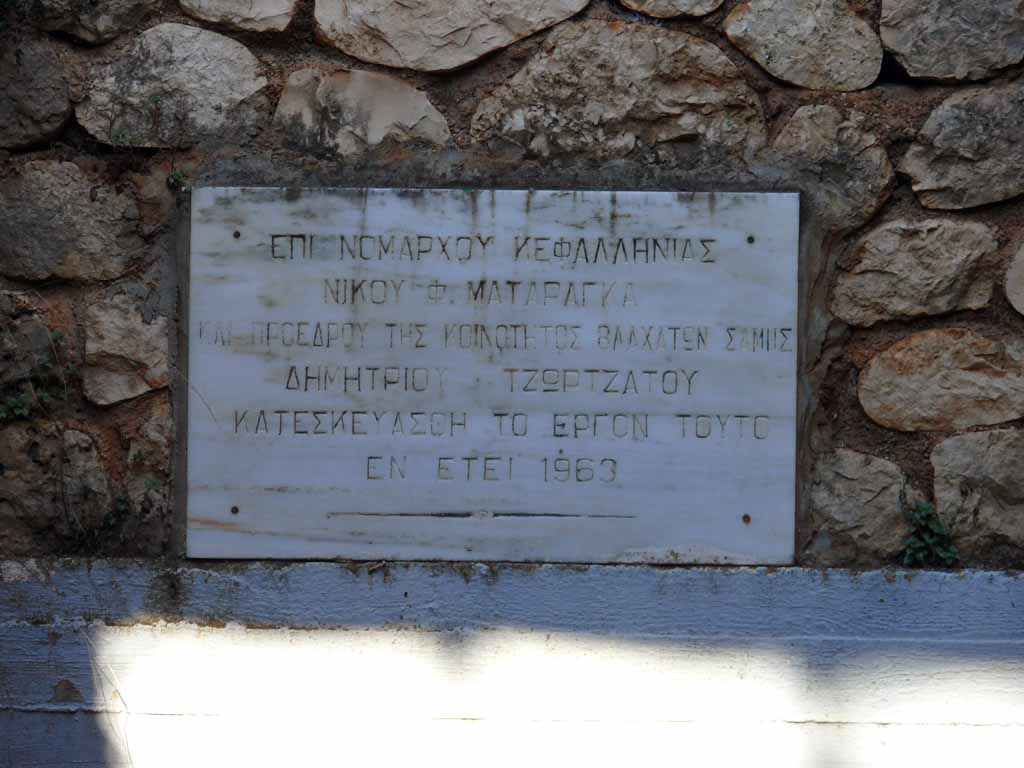 ΕΠΙ ΝΟΜΑΡΧΟΥ ΚΕΦΑΛΛΗΝΙΑΣ
ΝΙΚΟΥ Φ. ΜΑΤΑΡΑΓΚΑ
ΚΑΙ ΠΡΟΕΔΡΟΥ ΤΗΣ ΚΟΙΝΟΤΗΤΟΣ ΒΛΑΧΑΤΩΝ ΣΑΜΗΣ
ΔΗΜΗΤΡΙΟΥ ΤΖΩΡΤΖΑΤΟΥ
ΚΑΤΕΣΚΕΥΑΣΘΗ ΤΟ ΕΡΓΟΝ ΤΟΥΤΟ
ΕΝ ΕΤΕΙ 1963